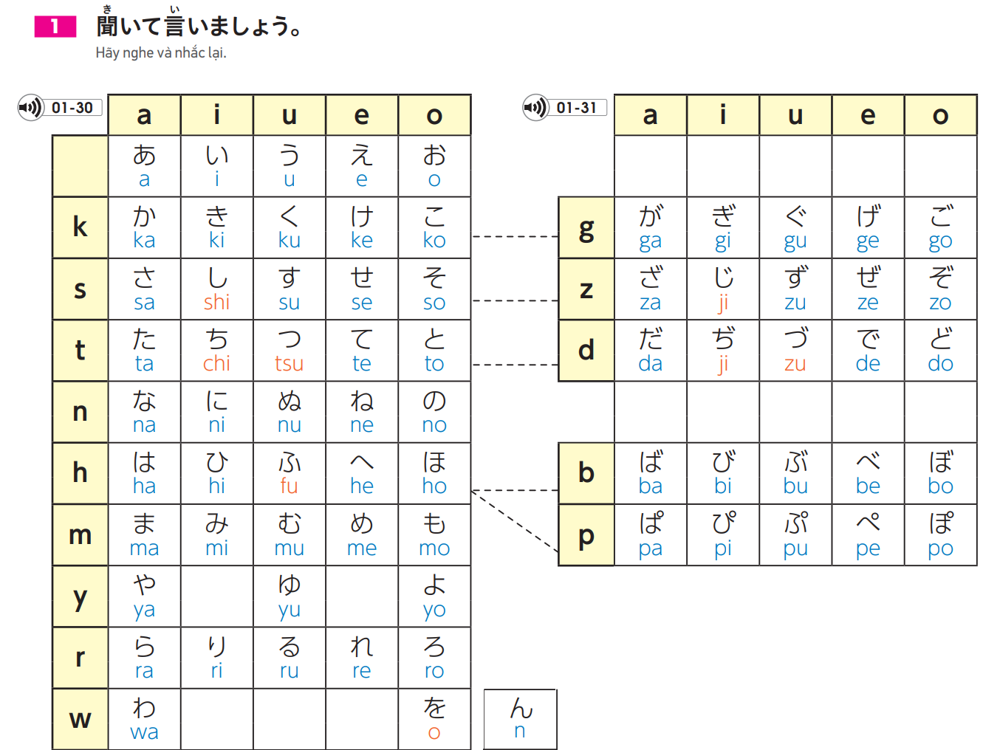 1 聞いて言いましょう。
き い
Hãy nghe và nhắc lại.
01-30
a i u e o
あ い う え お
a i u e o
k か き く け こ
ka ki ku ke ko
s さ し す せ そ
sa shi su se so
t た ち つ て と
ta chi tsu te to
n な に ぬ ね の
na ni nu ne no
h は ひ ふ へ ほ
ha hi fu he ho
m ま み む め も
ma mi mu me mo
y や ゆ よ
ya yu yo
r ら り る れ ろ
ra ri ru re ro
w わ を
wa o
ん
n
01-31
a i u e o
g が ぎ ぐ げ ご
ga gi gu ge go
z ざ じ ず ぜ ぞ
za ji zu ze zo
d だ ぢ づ で ど
da ji zu de do
b ば び ぶ べ ぼ
ba bi bu be bo
p ぱ ぴ ぷ ぺ ぽ
pa pi pu pe po